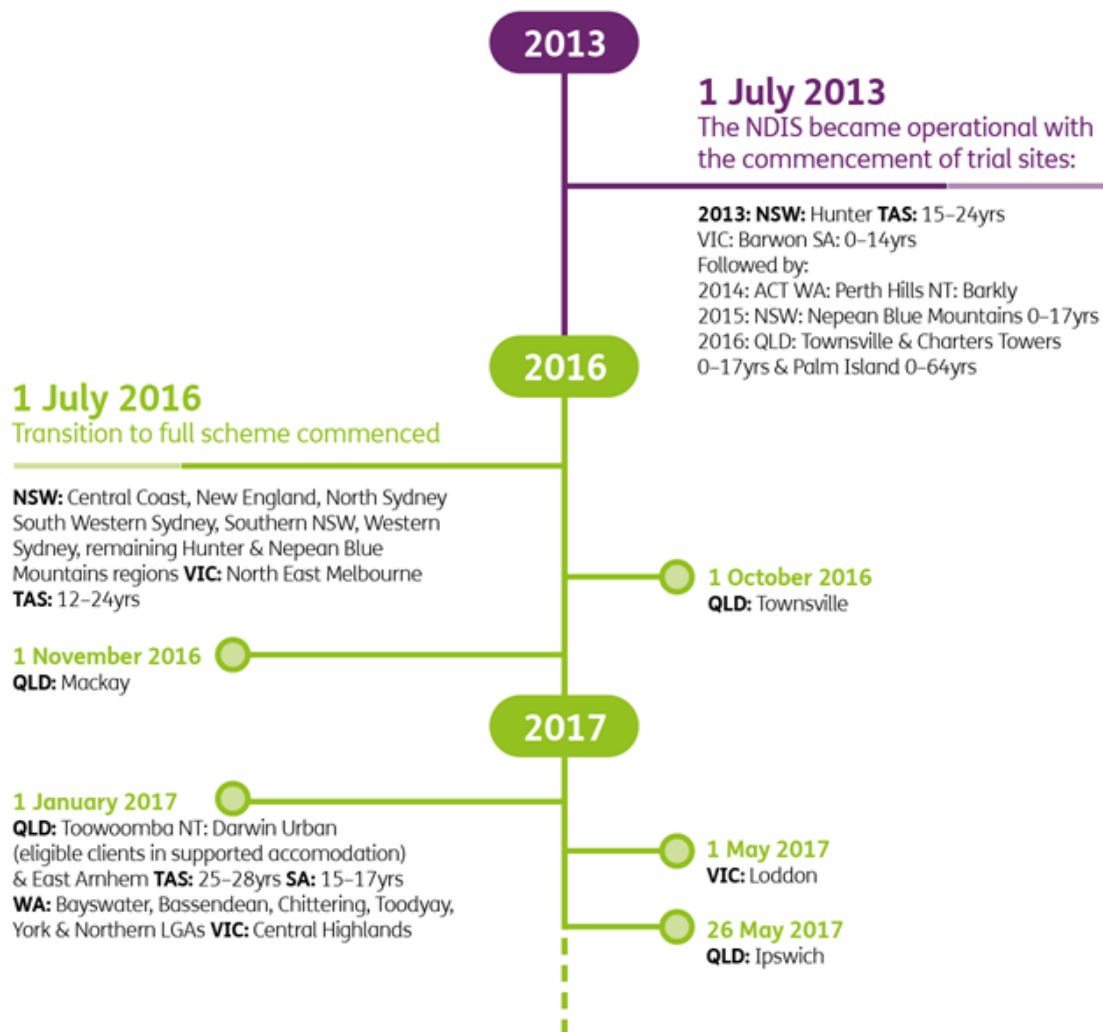 2013
1 July 2013
The NDIS became operational with
the commencement of trial sites:
2013: NSW: Hunter TAS: 15–24yrs
VIC: Barwon SA: 0–14yrs
Followed by:
2014: ACT WA: Perth Hills NT: Barkly
2015: NSW: Nepean Blue Mountains 0–17yrs
2016: QLD: Townsville & Charters Towers
0–17yrs & Palm Island 0–64yrs
2016
1 July 2016
Transition to full scheme commenced
NSW: Central Coast, New England, North Sydney
South Western Sydney, Southern NSW, Western
Sydney, remaining Hunter & Nepean Blue
Mountains regions VIC: North East Melbourne
TAS: 12–24yrs
1 October 2016
QLD: Townsville
1 November 2016
QLD: Mackay
2017
1 January 2017
QLD: Toowoomba NT: Darwin Urban
(eligible clients in supported accomodation)
& East Arnhem TAS: 25–28yrs SA: 15–17yrs
WA: Bayswater, Bassendean, Chittering, Toodyay,
York & Northern LGAs VIC: Central Highlands
1 May 2017
VIC: Loddon
26 May 2017
QLD: Ipswich